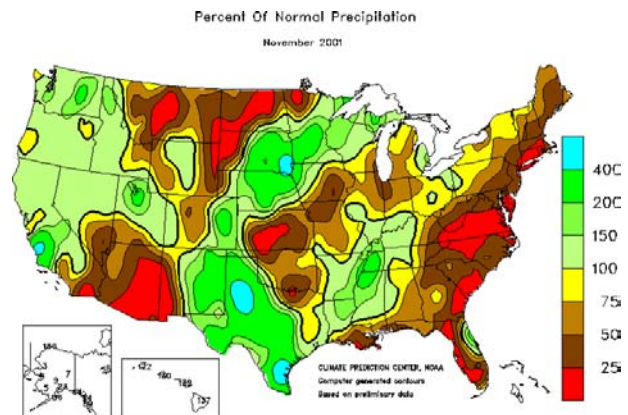 Percent Of Normal Precipitation
November 2001
400
200
150
100
75
50
25
CLIMATE PREDICTION CENTER, NOAA
Computer generated contours
Based on preliminary data